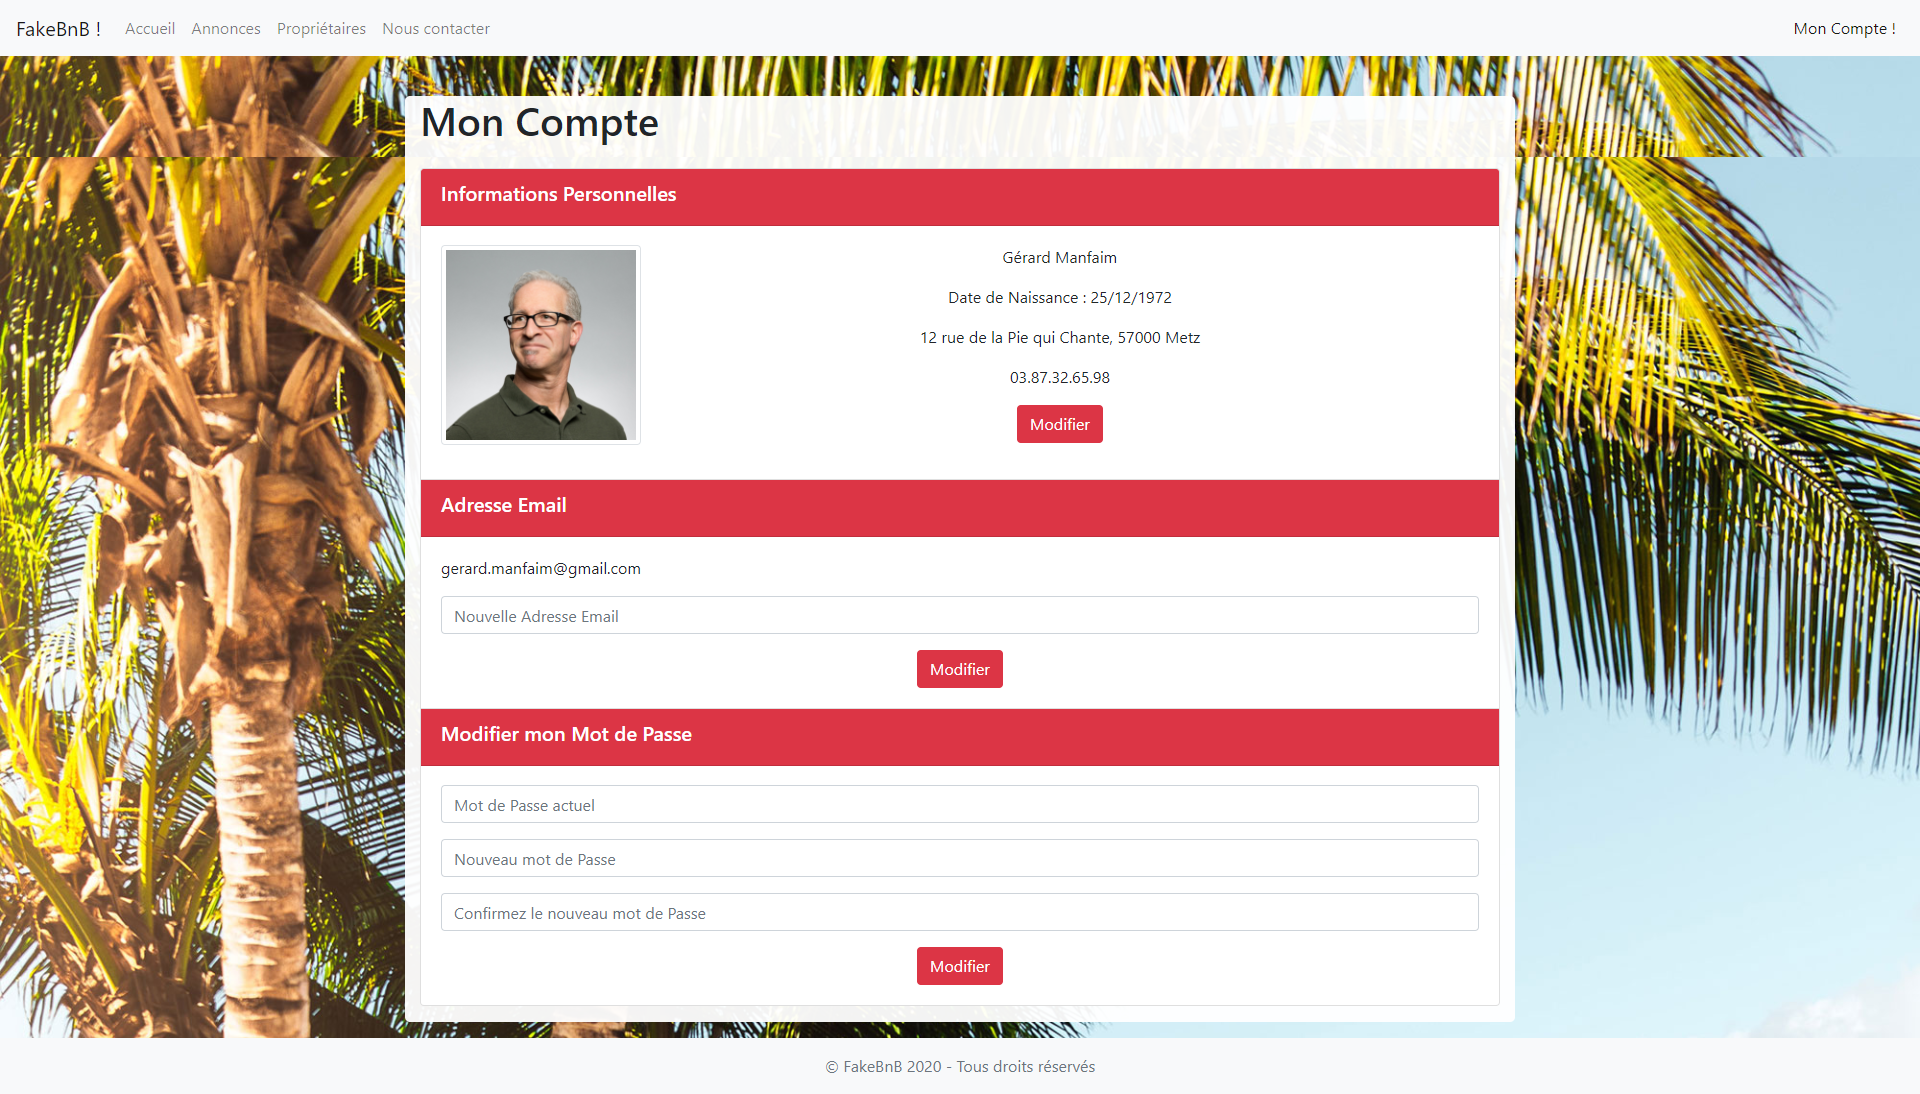 FakeBnB ! Accueil Annonces Propriétaires Nous contacter Mon Compte !
Mon Compte
Informations Personnelles
Gérard Manfaim
Date de Naissance : 25/12/1972
12 rue de la Pie qui Chante, 57000 Metz
03.87.32.65.98
Modifier
Adresse Email
gerard.manfaim@gmail.com
Nouvelle Adresse Email
Modifier
Modifier mon Mot de Passe
Mot de Passe actuel
Nouveau mot de Passe
Confirmez le nouveau mot de Passe
Modifier
© FakeBnB 2020 - Tous droits réservés